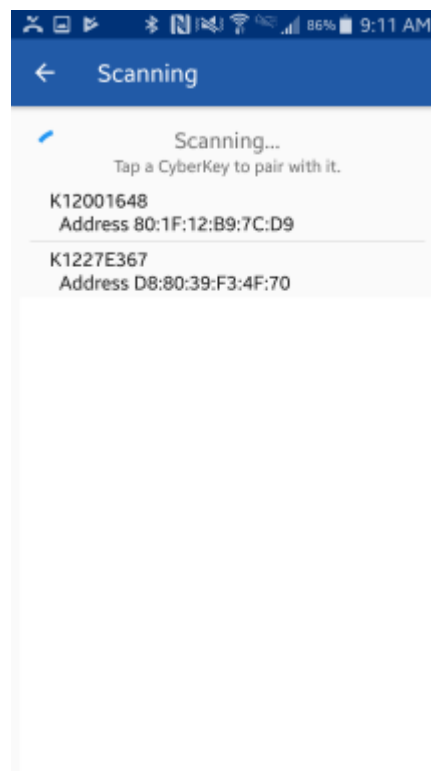 86% 9:11 AM
Scanning
Scanning...
Tap a CyberKey to pair with it.
K12001648
Address 80:1F:12:B9:7C:D9
K1227E367
Address D8:80:39:F3:4F:70